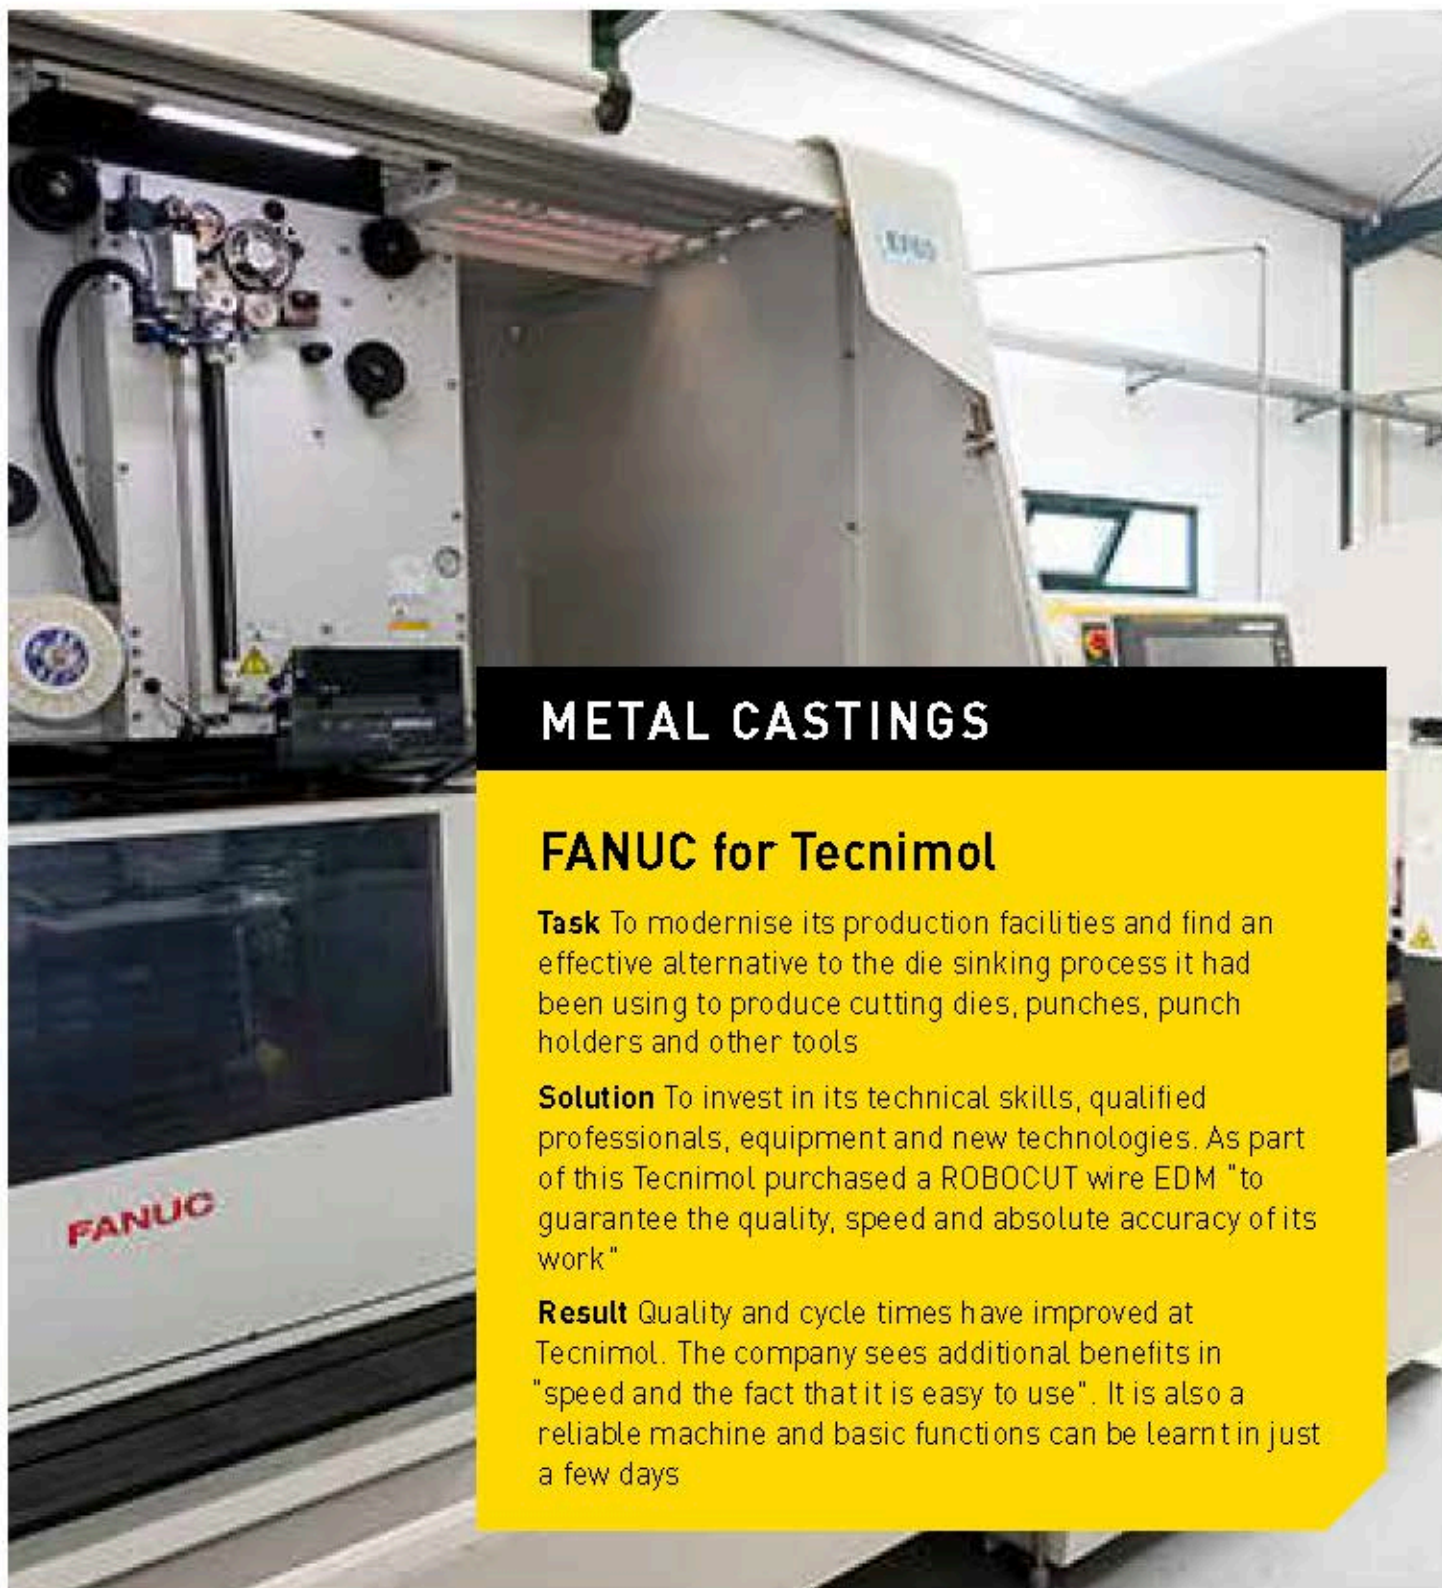 METAL CASTINGS
FANUC for Tecnimol
Task To modernise its production facilities and find an
effective alternative to the die sinking process it had
been using to produce cutting dies, punches, punch
holders and other tools
Solution To invest in its technical skills, qualified
professionals, equipment and new technologies. As part
of this Tecnimol purchased a ROBOCUT wire EDM "to
guarantee the quality, speed and absolute accuracy of its
work"
Result Quality and cycle times have improved at
Tecnimol. The company sees additional benefits in
"speed and the fact that it is easy to use". It is also a
reliable machine and basic functions can be learnt in just
a few days
FANUC